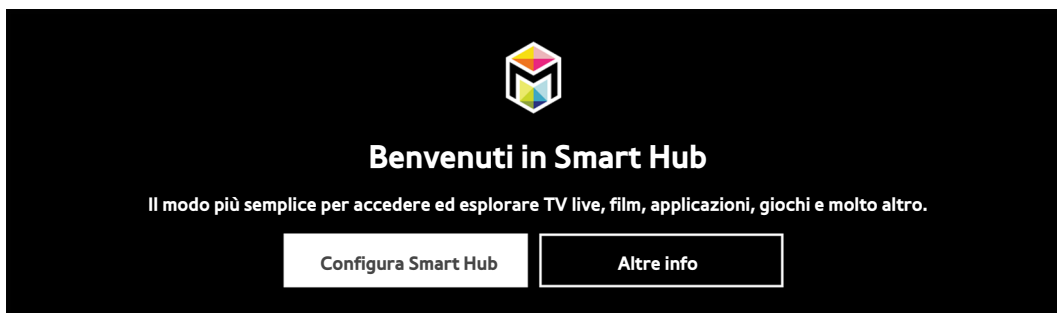 Benvenuti in Smart Hub
Il modo più semplice per accedere ed esplorare TV live, film, applicazioni, giochi e molto altro.
Configura Smart Hub
Altre info